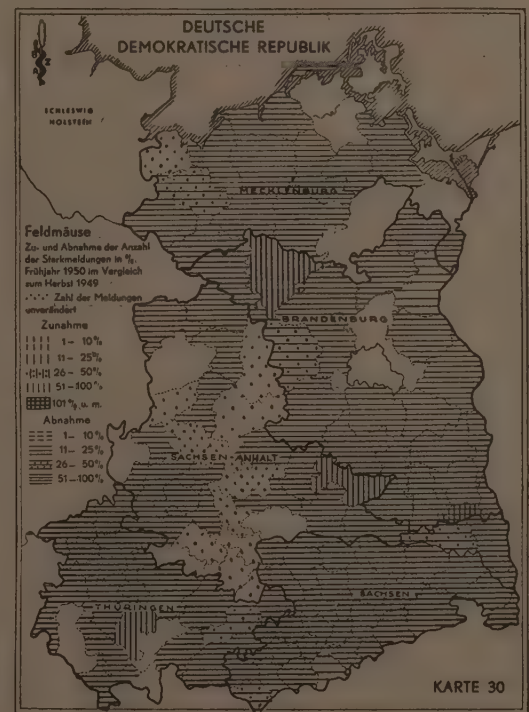 DEUTSCHE
DEMOKRATISCHE REPUBLIK
SCHLESWIG
HOLSTEIN
MECKLENBURG
Feldmäuse
Zu- und Abnahme der Anzahl
der Starkmeldungen in %
Frühjahr 1950 im Vergleich
zum Herbst 1949
Zahl der Meldungen
unverändert
Zunahme
1 – 10 %
11 – 25 %
26 – 50 %
51 – 100 %
101 % u. m.
Abnahme
1 – 10 %
11 – 25 %
26 – 50 %
51 – 100 %
BRANDENBURG
SACHSEN-ANHALT
SACHSEN
THÜRINGEN
KARTE 30